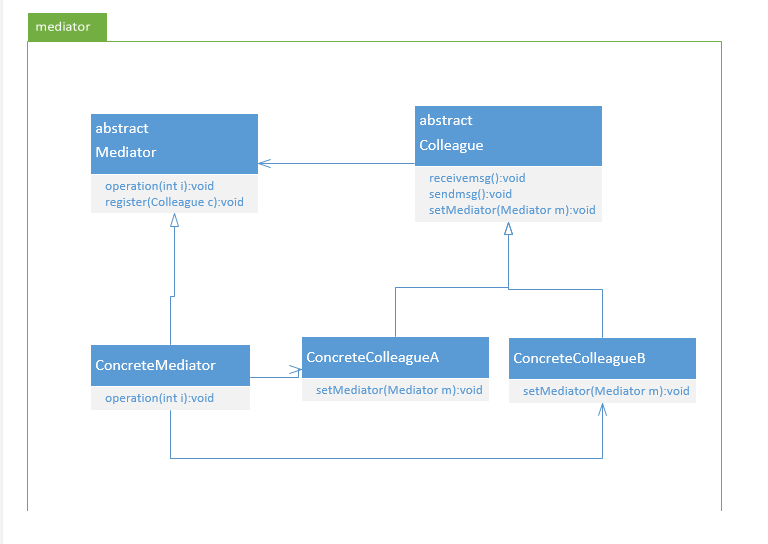 mediator
abstract
Mediator
operation(int i):void
register(Colleague c):void
abstract
Colleague
receivemsg():void
sendmsg():void
setMediator(Mediator m):void
ConcreteMediator
operation(int i):void
ConcreteColleagueA
setMediator(Mediator m):void
ConcreteColleagueB
setMediator(Mediator m):void